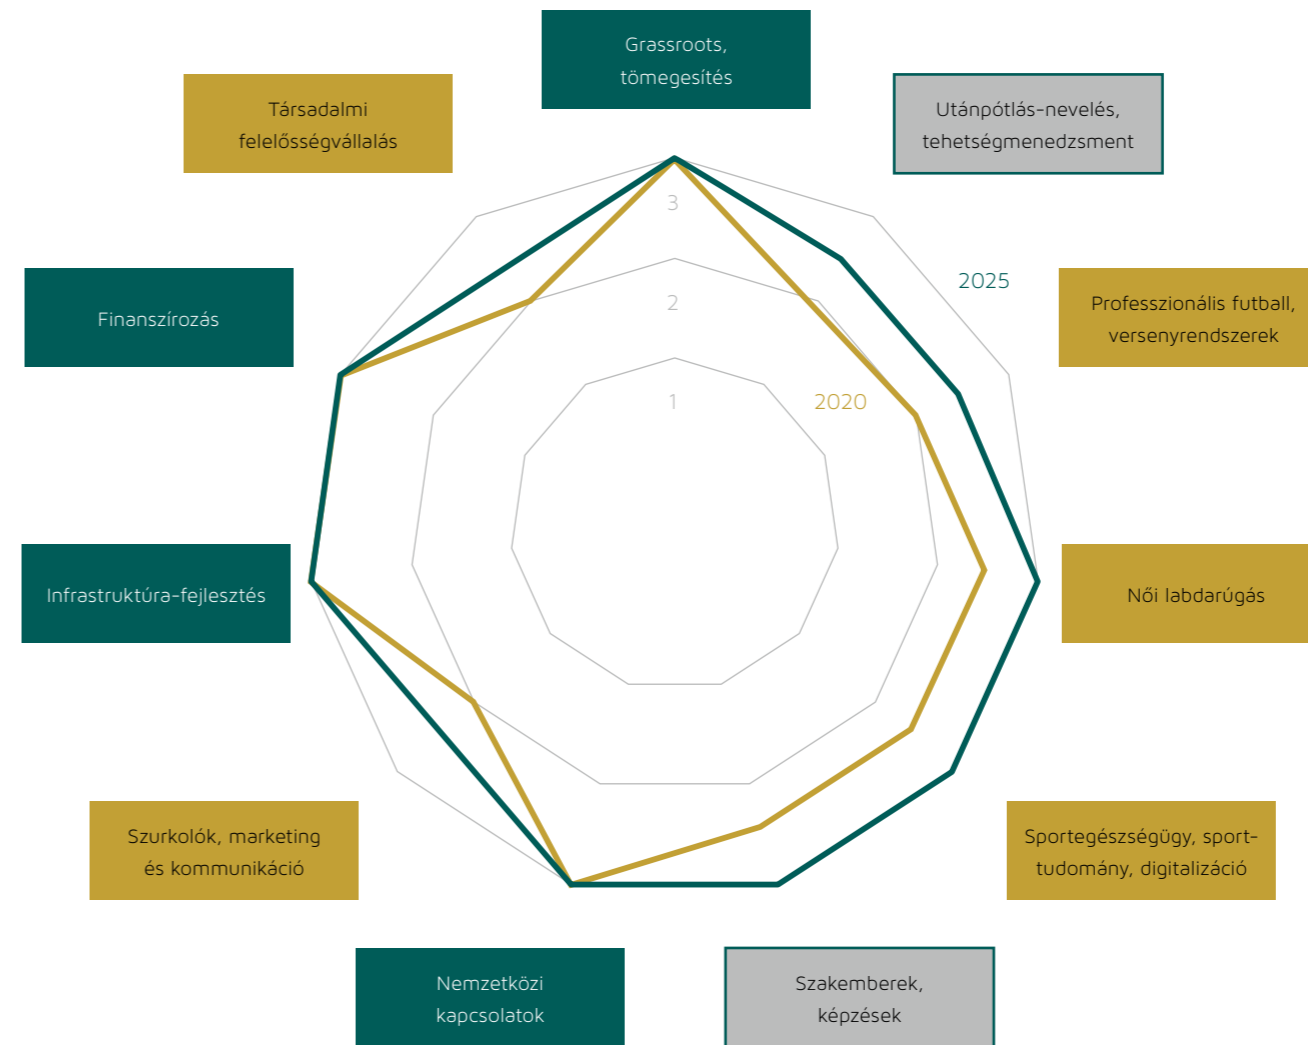 Grassroots,
tömegesítés
Társadalmi
felelősségvállalás
Utánpótlás-nevelés,
tehetségmenedzsment
3
2025
Finanszírozás
Professzionális futball,
versenyrendszerek
2
2020
1
Infrastruktúra-fejlesztés
Női labdarúgás
Szurkolók, marketing
és kommunikáció
Sportegészségügy, sport-
tudomány, digitalizáció
Nemzetközi
kapcsolatok
Szakemberek,
képzések